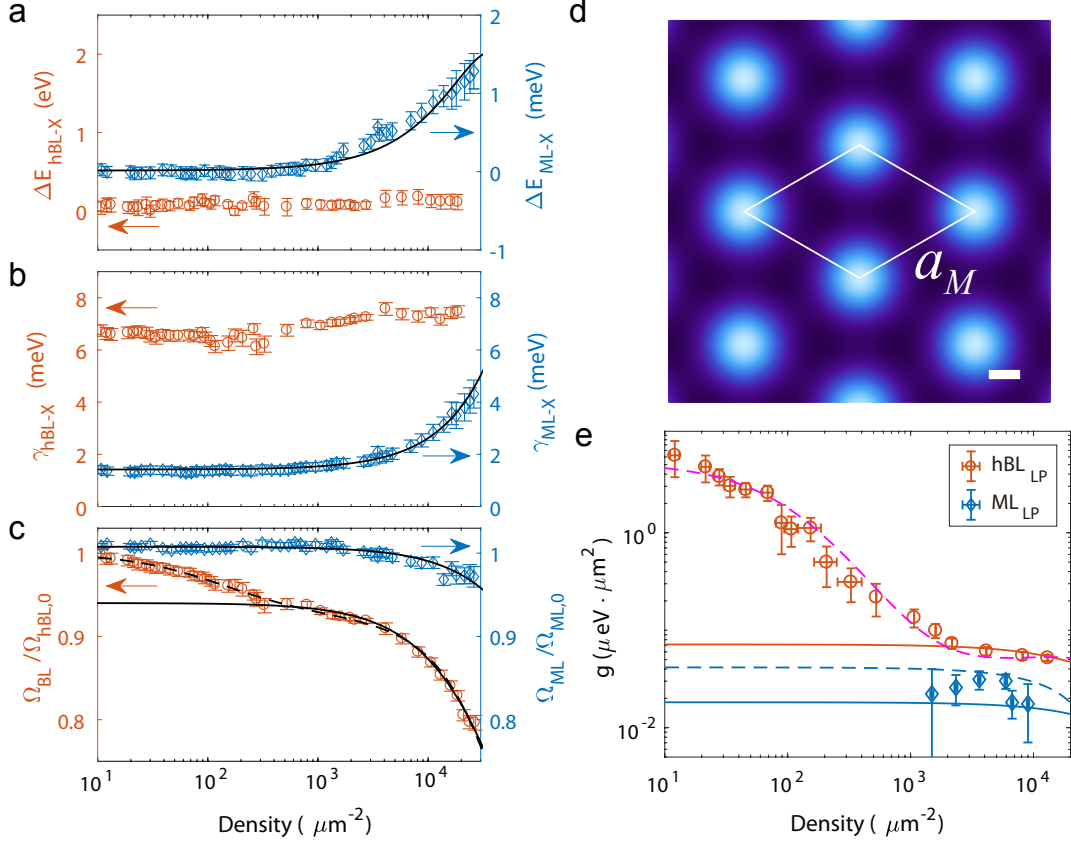 a
ΔE_hBL-X (eV)
2
1
0
2
1
0
-1
ΔE_ML-X (meV)
b
γ_hBL-X (meV)
8
6
4
2
0
8
6
4
2
0
γ_ML-X (meV)
c
Ω_BL /Ω_hBL,0
1
0.9
0.8
1
0.9
0.8
Ω_ML /Ω_ML,0
10^1 10^2 10^3 10^4
Density ( μm^-2)
d
a_M
e
g (μeV · μm^2)
10^0
10^-2
hBL_LP
ML_LP
10^1 10^2 10^3 10^4
Density ( μm^-2)